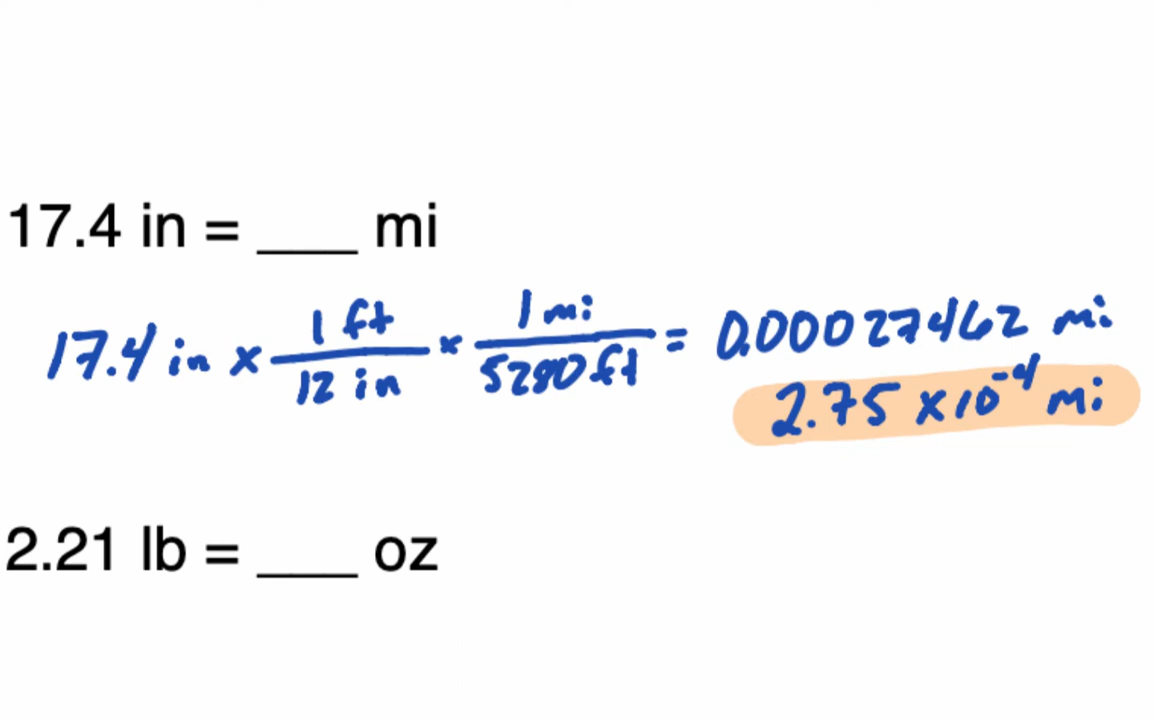 17.4 in = ___ mi
17.4 in x 1 ft / 12 in x 1 mi / 5280 ft = 0.00027462 mi
2.75 x 10⁻⁴ mi
2.21 lb = ___ oz